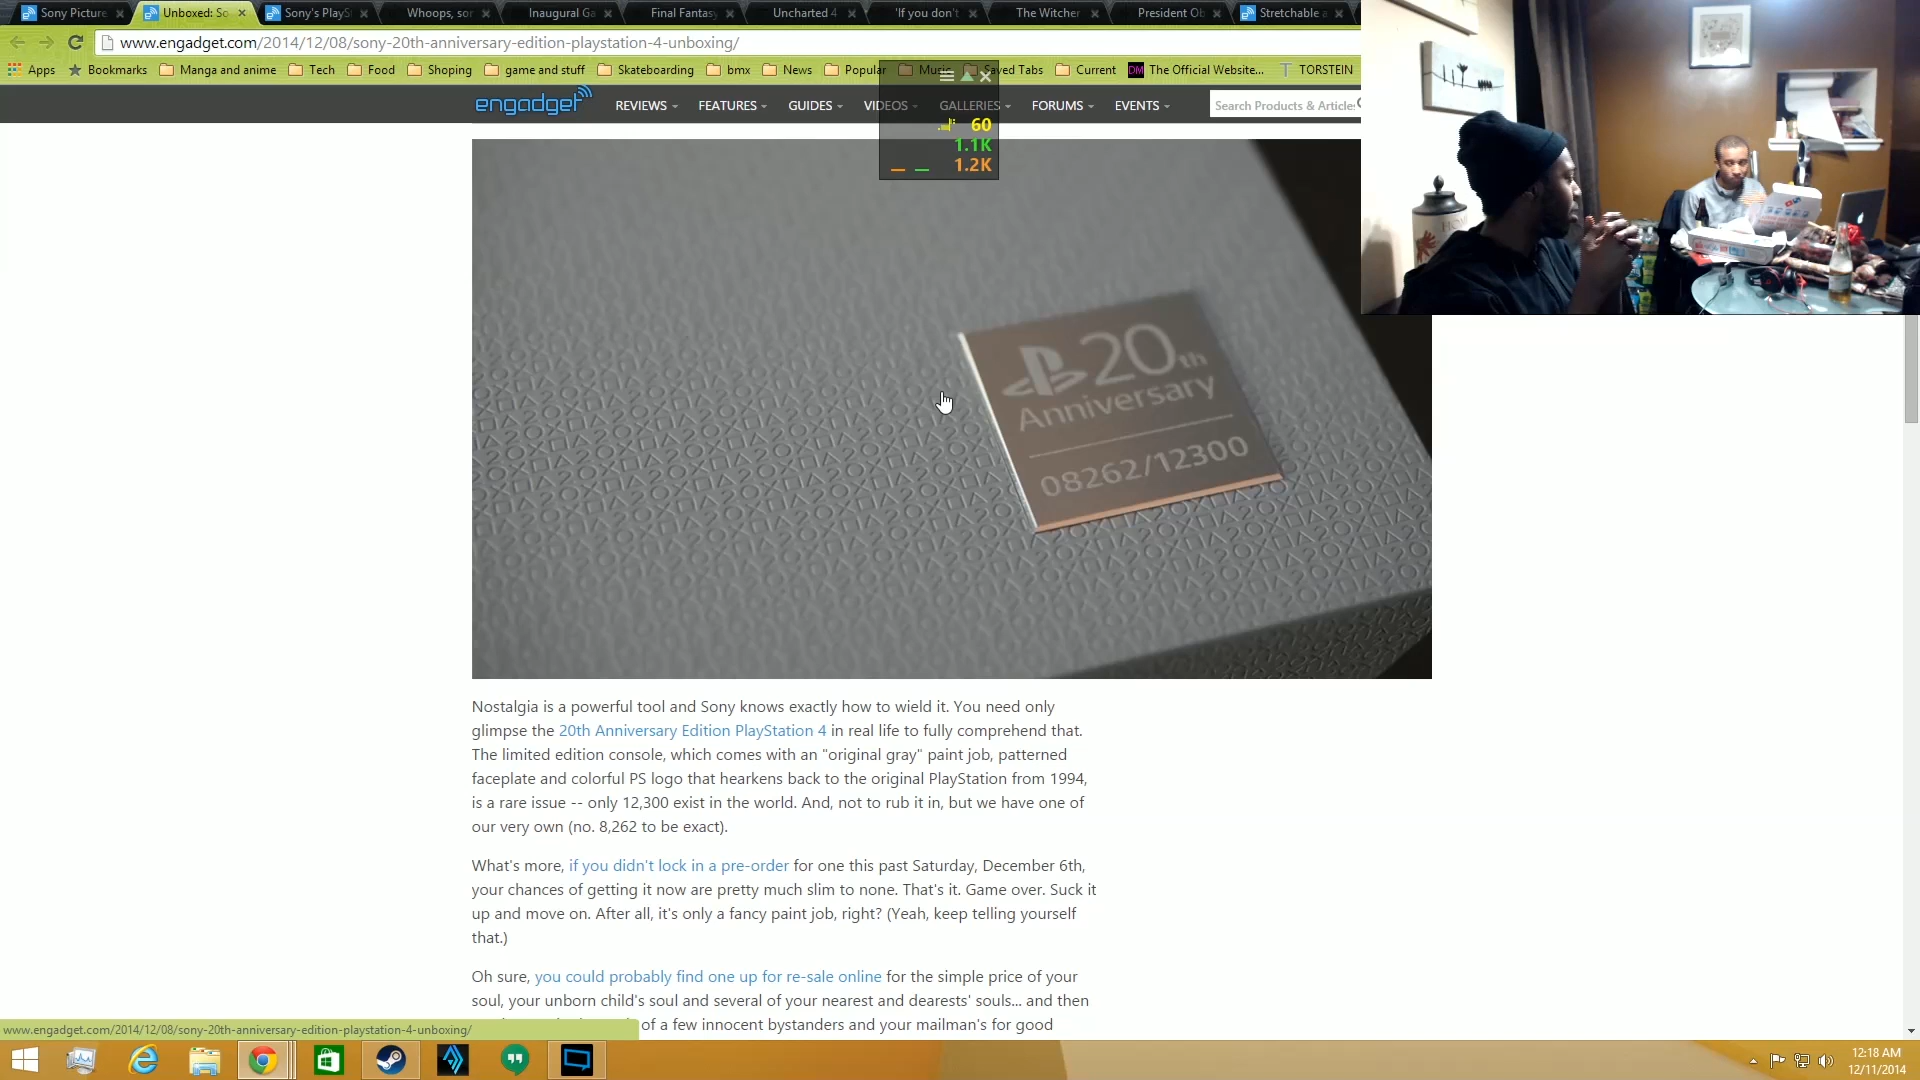 Sony Picture
Unboxed: So
Sony's PlayS
Whoops, sor
Inaugural Ga
Final Fantasy
Uncharted 4
'If you don't
The Witcher
President Ob
Stretchable a
www.engadget.com/2014/12/08/sony-20th-anniversary-edition-playstation-4-unboxing/
Apps
Bookmarks
Manga and anime
Tech
Food
Shoping
game and stuff
Skateboarding
bmx
News
Popular
Music
Saved Tabs
Current
DM
The Official Website...
TORSTEIN
engadget
REVIEWS
FEATURES
GUIDES
VIDEOS
GALLERIES
FORUMS
EVENTS
Search Products & Articles
60
1.1K
1.2K
20th
Anniversary
08262/12300
Nostalgia is a powerful tool and Sony knows exactly how to wield it. You need only
glimpse the 20th Anniversary Edition PlayStation 4 in real life to fully comprehend that.
The limited edition console, which comes with an "original gray" paint job, patterned
faceplate and colorful PS logo that hearkens back to the original PlayStation from 1994,
is a rare issue -- only 12,300 exist in the world. And, not to rub it in, but we have one of
our very own (no. 8,262 to be exact).
What's more, if you didn't lock in a pre-order for one this past Saturday, December 6th,
your chances of getting it now are pretty much slim to none. That's it. Game over. Suck it
up and move on. After all, it's only a fancy paint job, right? (Yeah, keep telling yourself
that.)
Oh sure, you could probably find one up for re-sale online for the simple price of your
soul, your unborn child's soul and several of your nearest and dearests' souls... and then
of a few innocent bystanders and your mailman's for good
www.engadget.com/2014/12/08/sony-20th-anniversary-edition-playstation-4-unboxing/
12:18 AM
12/11/2014